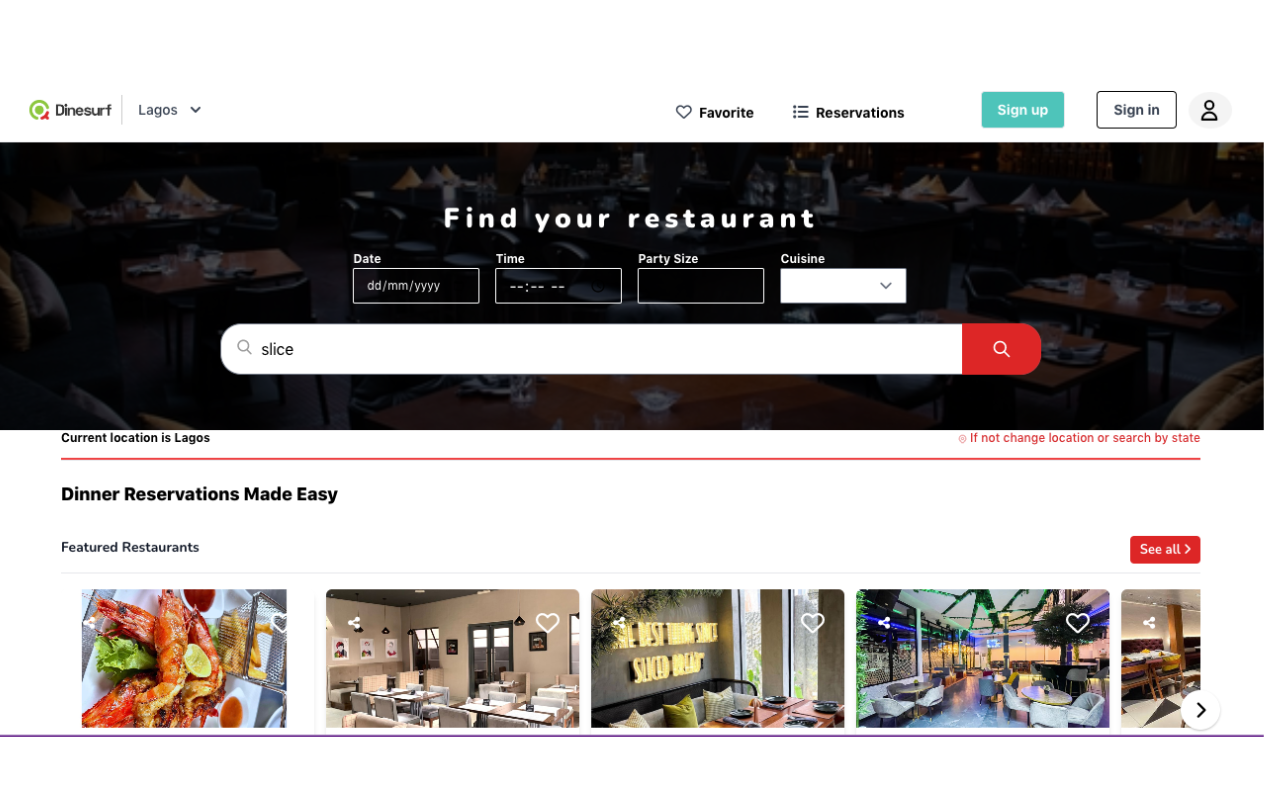 Dinesurf
Lagos
Favorite
Reservations
Sign up
Sign in
Find your restaurant
Date
Time
Party Size
Cuisine
dd/mm/yyyy
--:-- --
slice
Current location is Lagos
If not change location or search by state
Dinner Reservations Made Easy
Featured Restaurants
See all
BEST THING SINCE
SLICED BREAD